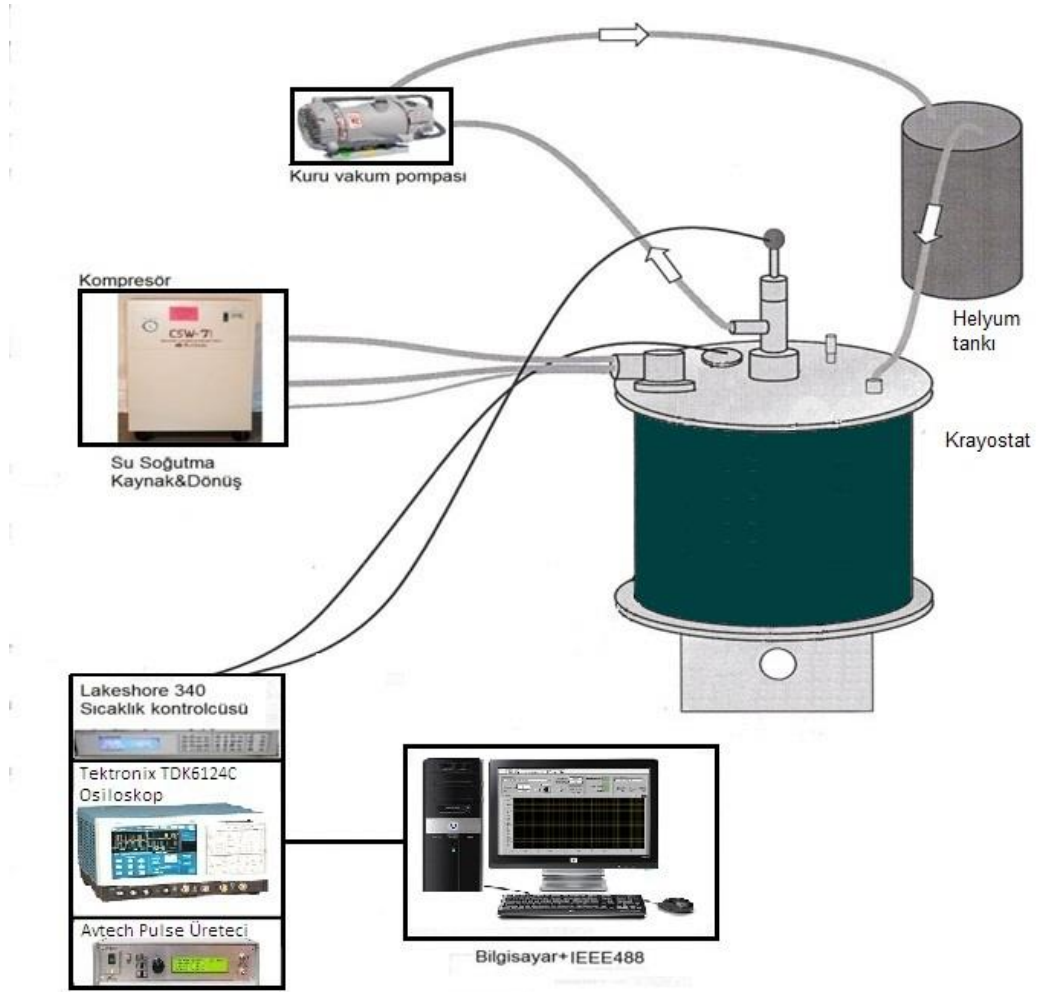 Kuru vakum pompası
Kompresör
CSW-71
Su Soğutma
Kaynak&Dönüş
Helyum
tankı
Krayostat
Lakeshore 340
Sıcaklık kontrolcüsü
Tektronix TDK6124C
Osiloskop
Avtech Pulse Üreteci
Bilgisayar+IEEE488